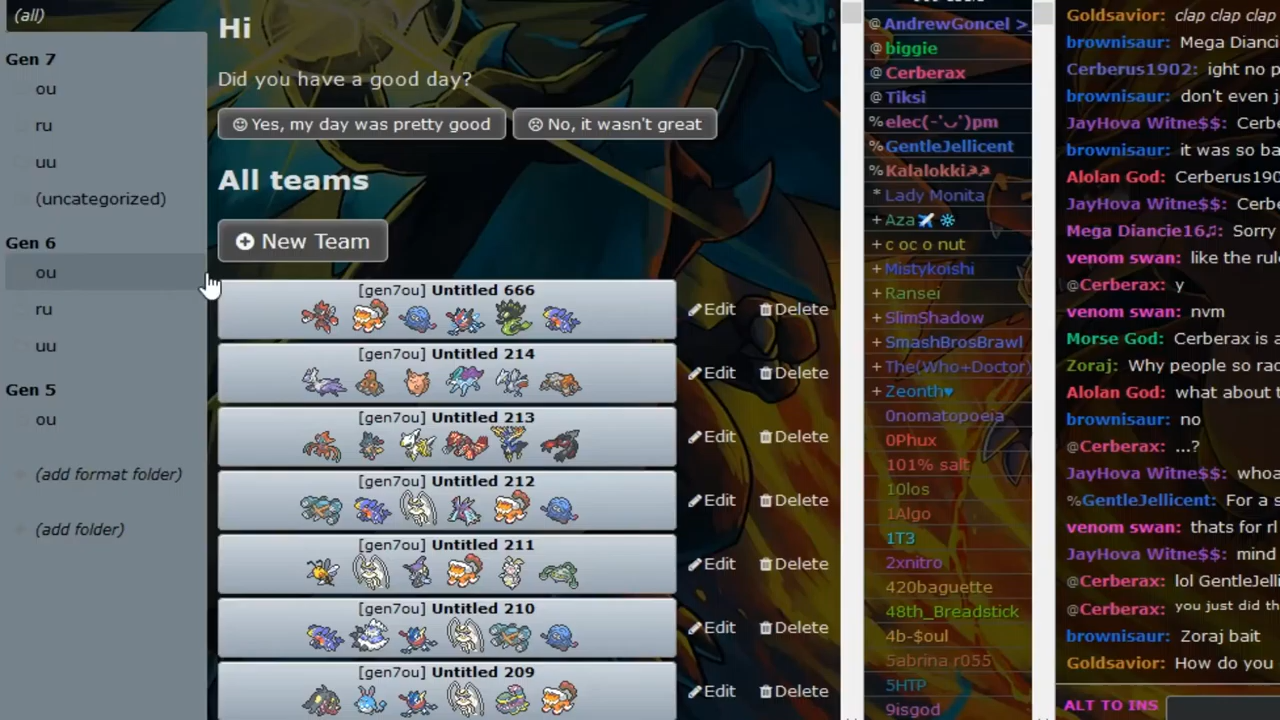 (all)
Gen 7
ou
ru
uu
(uncategorized)
Gen 6
ou
ru
uu
Gen 5
ou
(add format folder)
(add folder)
Hi
Did you have a good day?
Yes, my day was pretty good
No, it wasn't great
All teams
New Team
[gen7ou] Untitled 666
Edit Delete
[gen7ou] Untitled 214
Edit Delete
[gen7ou] Untitled 213
Edit Delete
[gen7ou] Untitled 212
Edit Delete
[gen7ou] Untitled 211
Edit Delete
[gen7ou] Untitled 210
Edit Delete
[gen7ou] Untitled 209
Edit Delete
@AndrewGoncel >_
@biggie
@Cerberax
@Tiksi
%elec(-'◡')pm
%GentleJellicent
%Kalalokki☭☭
*Lady Monita
+Aza✈❄
+c oc o nut
+Mistykoishi
+Ransei
+SlimShadow
+SmashBrosBrawl
+The(Who+Doctor)
+Zeonth♥
0nomatopoeia
0Phux
101% salt
10los
1Algo
1T3
2xnitro
420baguette
48th_Breadstick
4b-$oul
5abrina r055
5HTP
9isgod
Goldsavior: clap clap clap
brownisaur: Mega Dianci
Cerberus1902: ight no p
brownisaur: don't even j
JayHova Witne$$: Cerbe
brownisaur: it was so ba
Alolan God: Cerberus190
JayHova Witne$$: Cerbe
Mega Diancie16♫: Sorry
venom swan: like the rul
@Cerberax: y
venom swan: nvm
Morse God: Cerberax is a
Zoraj: Why people so rac
Alolan God: what about t
brownisaur: no
@Cerberax: ...?
JayHova Witne$$: whoa
%GentleJellicent: For a s
venom swan: thats for rl
JayHova Witne$$: mind
@Cerberax: lol GentleJelli
@Cerberax: you just did th
brownisaur: Zoraj bait
Goldsavior: How do you
ALT TO INS